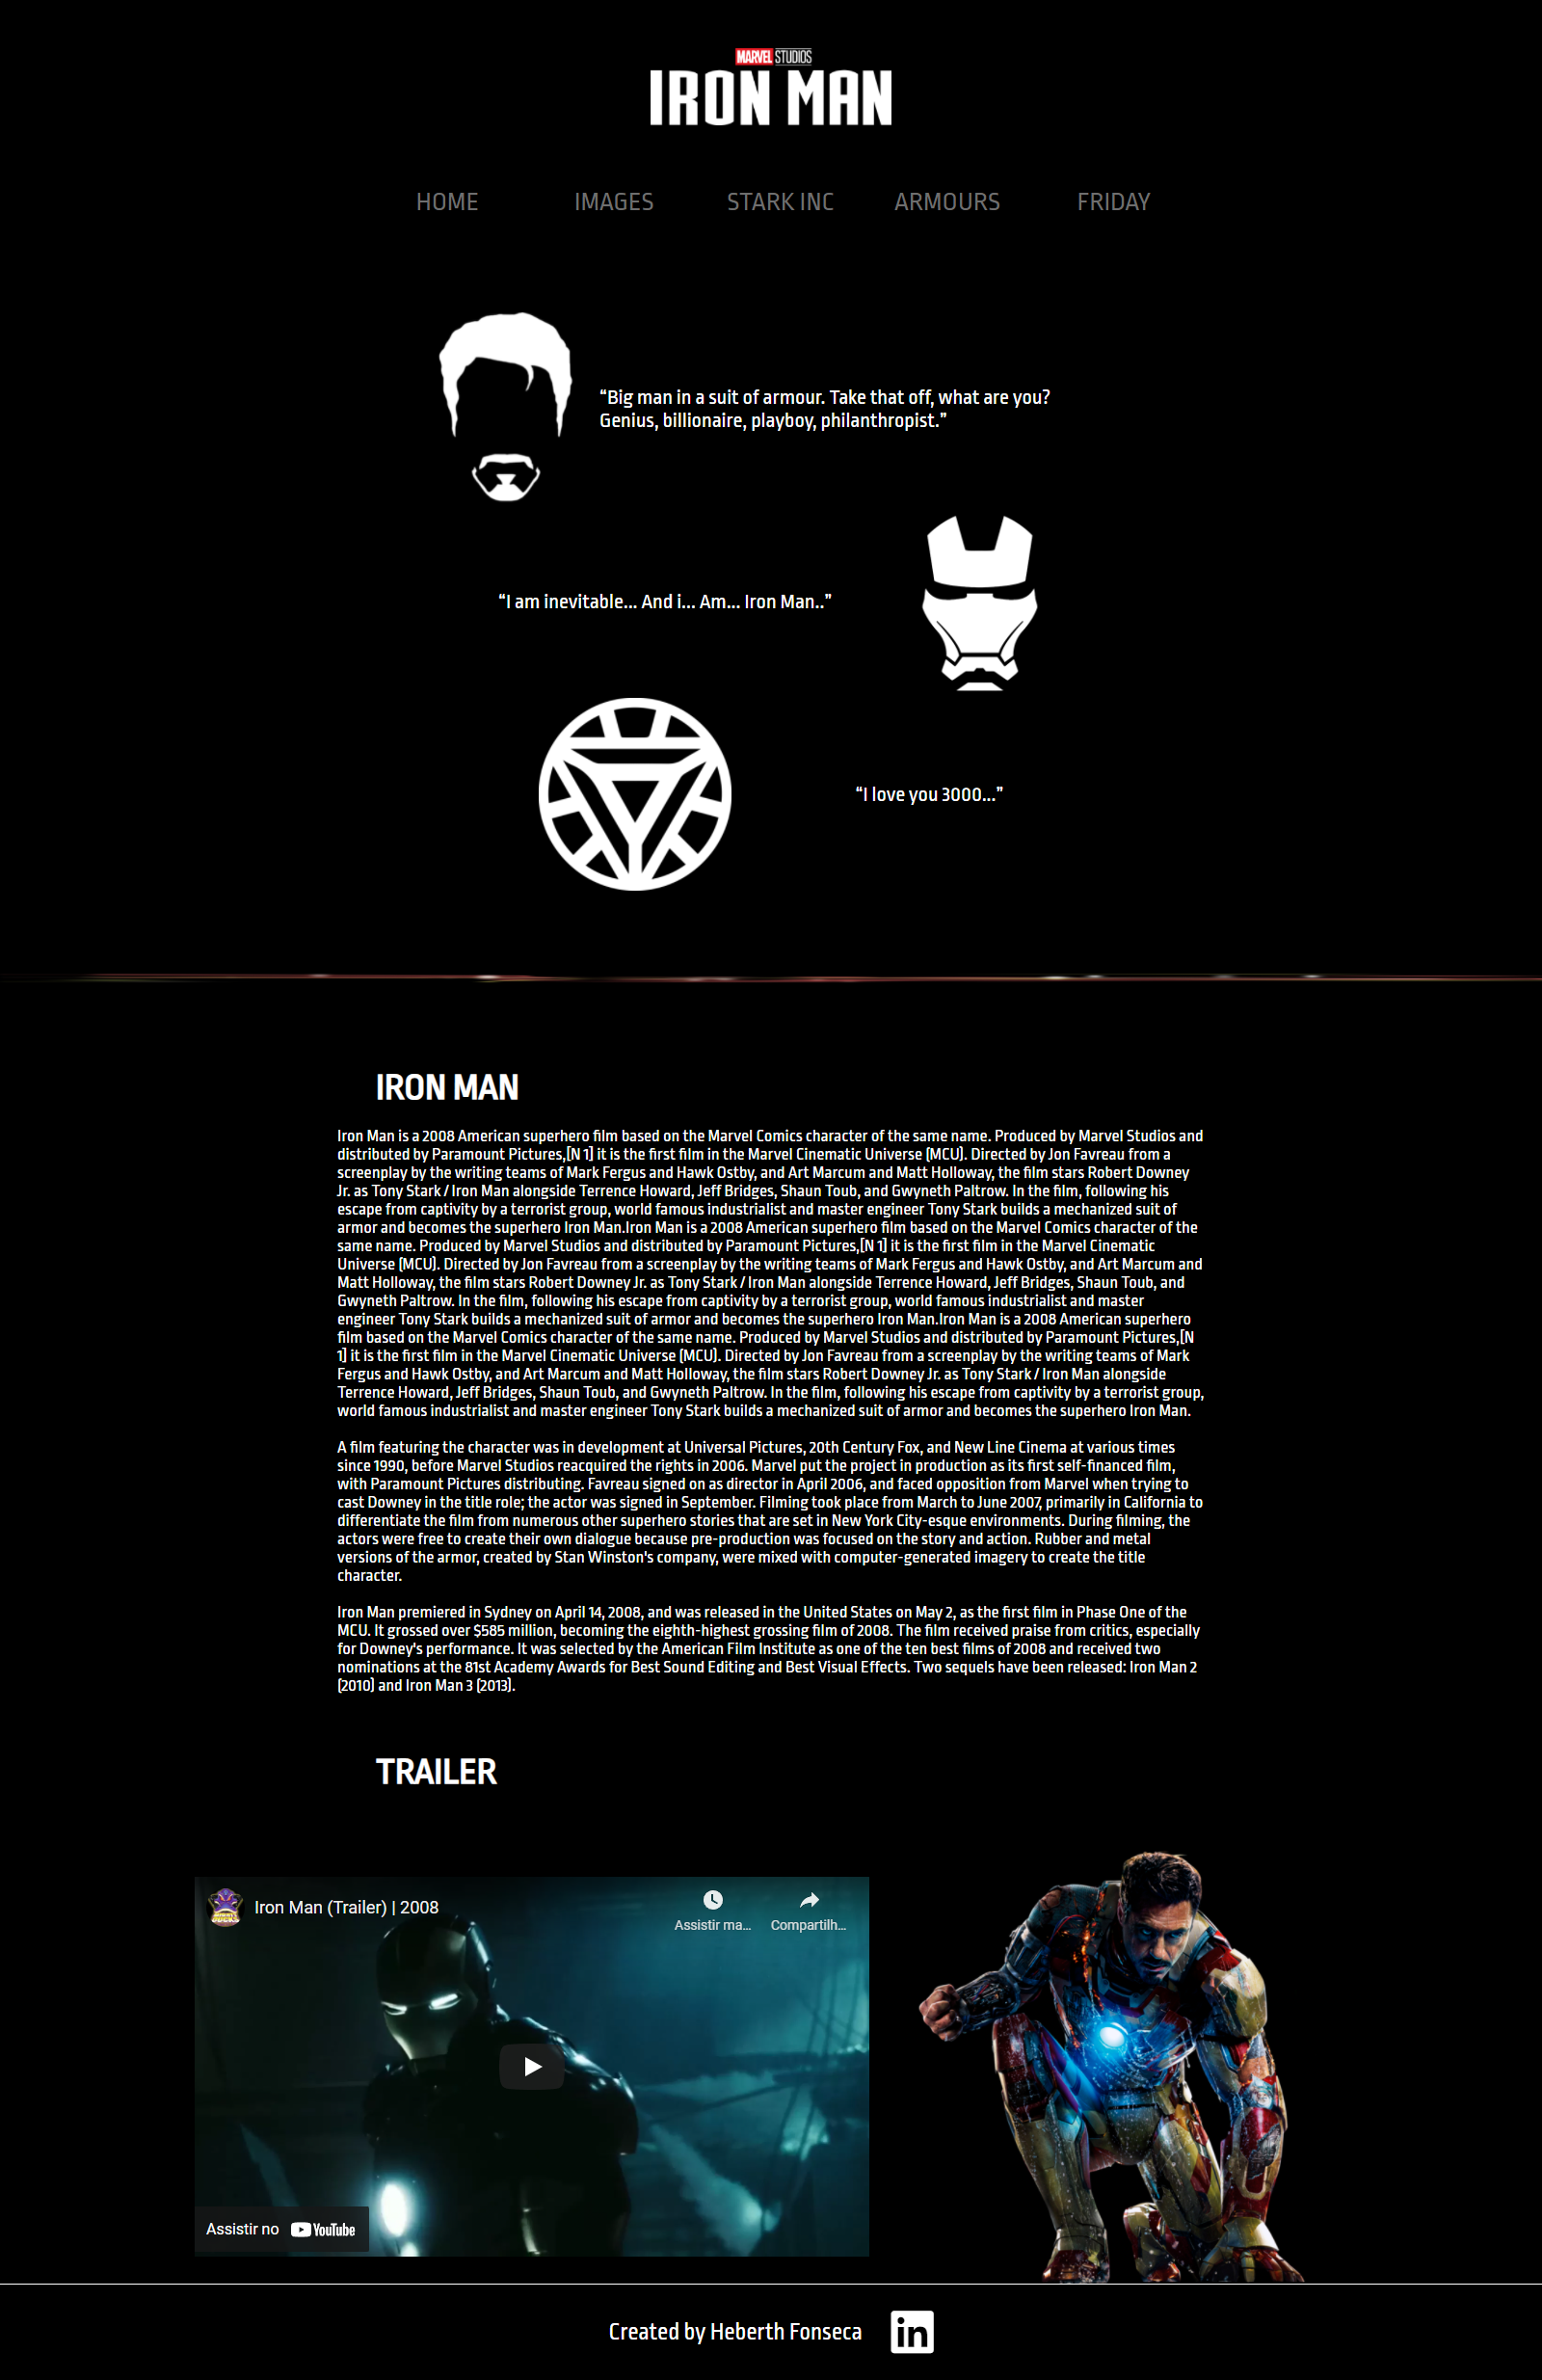 MARVEL STUDIOS
IRON MAN
HOME IMAGES STARK INC ARMOURS FRIDAY
“Big man in a suit of armour. Take that off, what are you?
Genius, billionaire, playboy, philanthropist.”
“I am inevitable... And i... Am... Iron Man..”
“I love you 3000...”
IRON MAN
Iron Man is a 2008 American superhero film based on the Marvel Comics character of the same name. Produced by Marvel Studios and
distributed by Paramount Pictures,[N 1] it is the first film in the Marvel Cinematic Universe (MCU). Directed by Jon Favreau from a
screenplay by the writing teams of Mark Fergus and Hawk Ostby, and Art Marcum and Matt Holloway, the film stars Robert Downey
Jr. as Tony Stark / Iron Man alongside Terrence Howard, Jeff Bridges, Shaun Toub, and Gwyneth Paltrow. In the film, following his
escape from captivity by a terrorist group, world famous industrialist and master engineer Tony Stark builds a mechanized suit of
armor and becomes the superhero Iron Man.Iron Man is a 2008 American superhero film based on the Marvel Comics character of the
same name. Produced by Marvel Studios and distributed by Paramount Pictures,[N 1] it is the first film in the Marvel Cinematic
Universe (MCU). Directed by Jon Favreau from a screenplay by the writing teams of Mark Fergus and Hawk Ostby, and Art Marcum and
Matt Holloway, the film stars Robert Downey Jr. as Tony Stark / Iron Man alongside Terrence Howard, Jeff Bridges, Shaun Toub, and
Gwyneth Paltrow. In the film, following his escape from captivity by a terrorist group, world famous industrialist and master
engineer Tony Stark builds a mechanized suit of armor and becomes the superhero Iron Man.Iron Man is a 2008 American superhero
film based on the Marvel Comics character of the same name. Produced by Marvel Studios and distributed by Paramount Pictures,[N
1] it is the first film in the Marvel Cinematic Universe (MCU). Directed by Jon Favreau from a screenplay by the writing teams of Mark
Fergus and Hawk Ostby, and Art Marcum and Matt Holloway, the film stars Robert Downey Jr. as Tony Stark / Iron Man alongside
Terrence Howard, Jeff Bridges, Shaun Toub, and Gwyneth Paltrow. In the film, following his escape from captivity by a terrorist group,
world famous industrialist and master engineer Tony Stark builds a mechanized suit of armor and becomes the superhero Iron Man.
A film featuring the character was in development at Universal Pictures, 20th Century Fox, and New Line Cinema at various times
since 1990, before Marvel Studios reacquired the rights in 2006. Marvel put the project in production as its first self-financed film,
with Paramount Pictures distributing. Favreau signed on as director in April 2006, and faced opposition from Marvel when trying to
cast Downey in the title role; the actor was signed in September. Filming took place from March to June 2007, primarily in California to
differentiate the film from numerous other superhero stories that are set in New York City-esque environments. During filming, the
actors were free to create their own dialogue because pre-production was focused on the story and action. Rubber and metal
versions of the armor, created by Stan Winston's company, were mixed with computer-generated imagery to create the title
character.
Iron Man premiered in Sydney on April 14, 2008, and was released in the United States on May 2, as the first film in Phase One of the
MCU. It grossed over $585 million, becoming the eighth-highest grossing film of 2008. The film received praise from critics, especially
for Downey's performance. It was selected by the American Film Institute as one of the ten best films of 2008 and received two
nominations at the 81st Academy Awards for Best Sound Editing and Best Visual Effects. Two sequels have been released: Iron Man 2
(2010) and Iron Man 3 (2013).
TRAILER
Iron Man (Trailer) | 2008
Assistir ma... Compartilh...
Assistir no YouTube
Created by Heberth Fonseca in